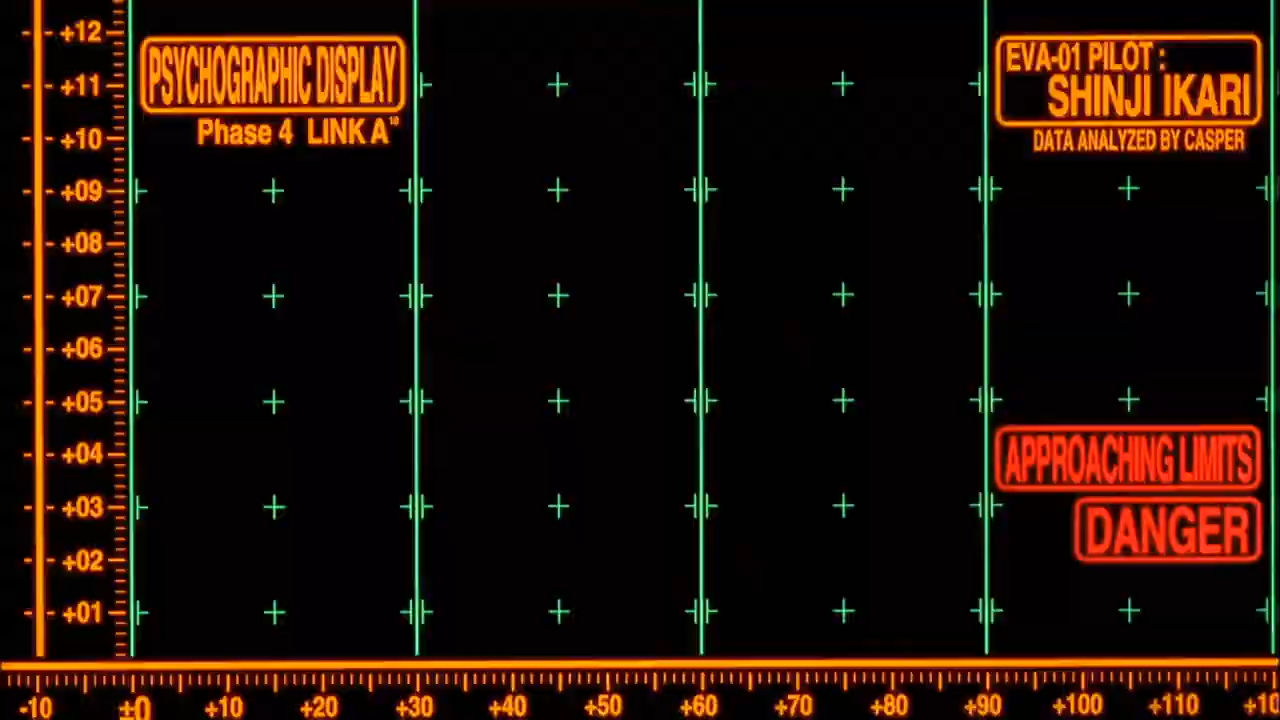 +12
PSYCHOGRAPHIC DISPLAY
EVA-01 PILOT :
SHINJI IKARI
+11
Phase 4 LINK A10
DATA ANALYZED BY CASPER
+10
+09
+08
+07
+06
+05
+04
APPROACHING LIMITS
+03
DANGER
+02
+01
-10 ±0 +10 +20 +30 +40 +50 +60 +70 +80 +90 +100 +110